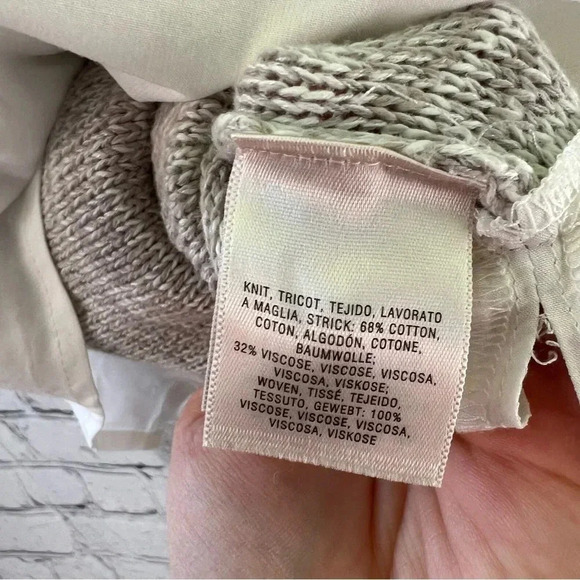 KNIT, TRICOT, TEJIDO, LAVORATO
A MAGLIA, STRICK: 68% COTTON,
COTON, ALGODÓN, COTONE,
BAUMWOLLE;
32% VISCOSE, VISCOSE, VISCOSA,
VISCOSA, VISKOSE;
WOVEN, TISSÉ, TEJEIDO,
TESSUTO, GEWEBT: 100%
VISCOSE, VISCOSE, VISCOSA,
VISCOSA, VISKOSE